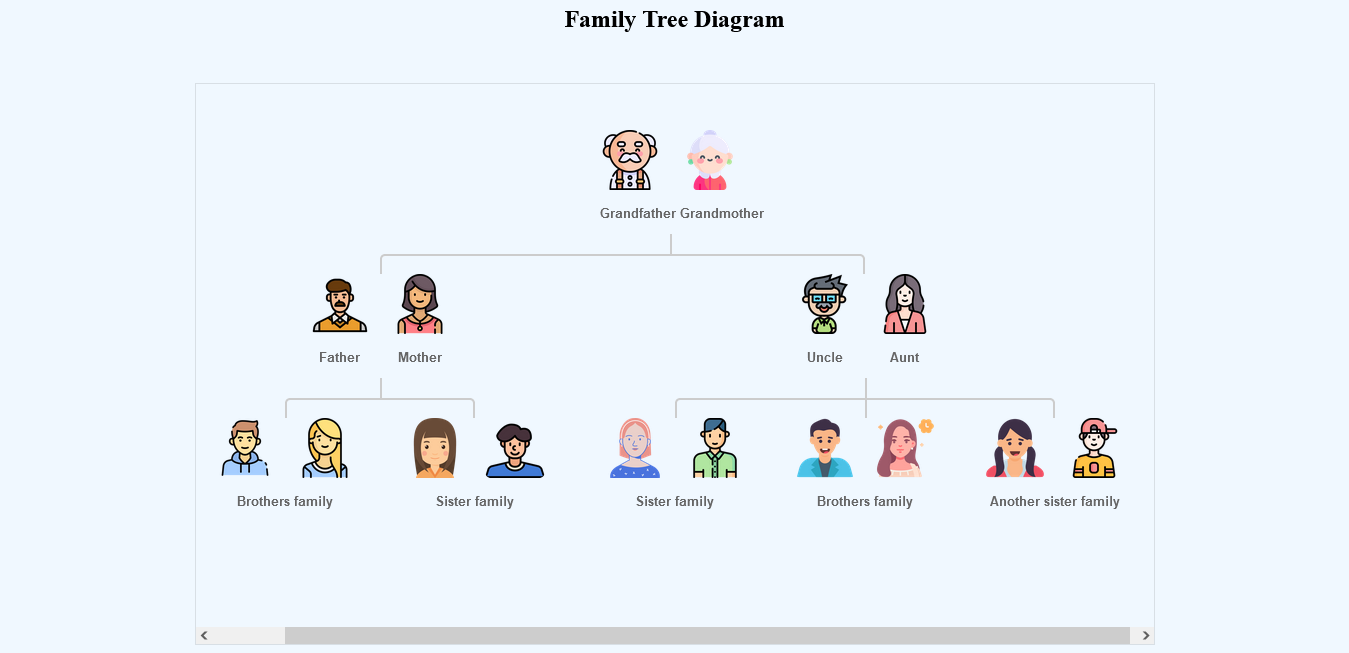 Family Tree Diagram
Grandfather Grandmother
Father Mother
Uncle Aunt
Brothers family
Sister family
Sister family
Brothers family
Another sister family